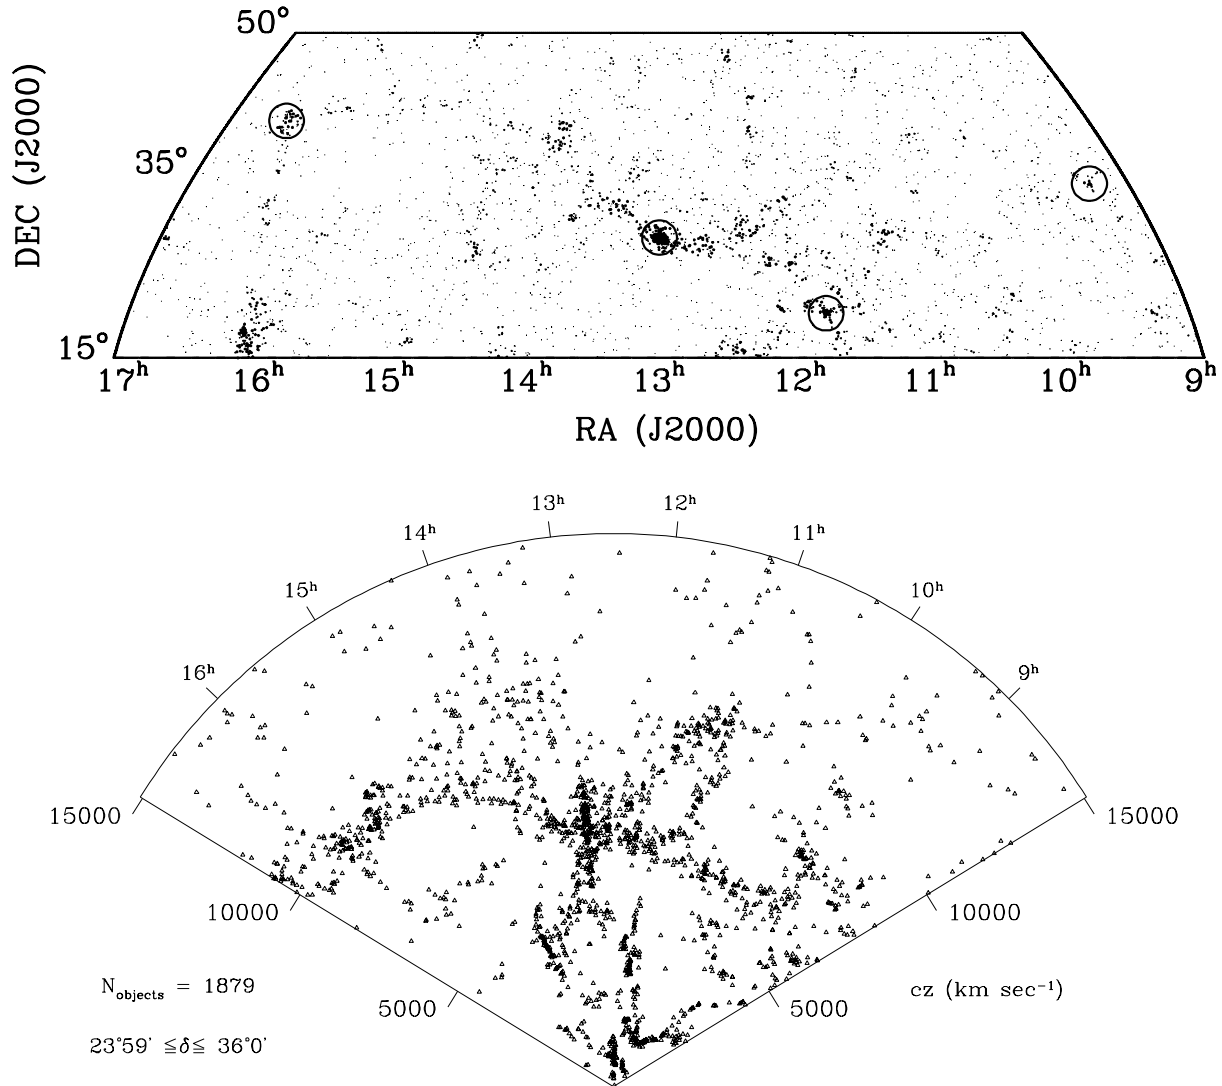 50°
35°
15°
DEC (J2000)
17ʰ 16ʰ 15ʰ 14ʰ 13ʰ 12ʰ 11ʰ 10ʰ 9ʰ
RA (J2000)
13ʰ 12ʰ
14ʰ 11ʰ
15ʰ 10ʰ
16ʰ 9ʰ
15000 15000
10000 10000
N_objects = 1879 cz (km sec⁻¹)
5000 5000
23°59′ ≦δ≦ 36°0′